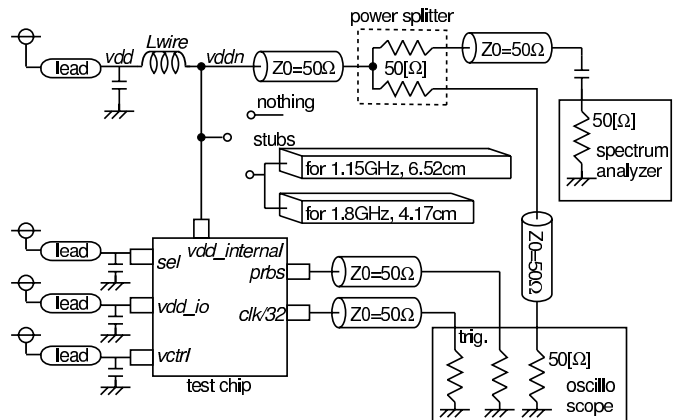 power splitter
Lwire
vdd
vddn
lead
Z0=50Ω
50[Ω]
Z0=50Ω
nothing
stubs
for 1.15GHz, 6.52cm
for 1.8GHz, 4.17cm
50[Ω]
spectrum
analyzer
Z0=50Ω
lead
sel
vdd_internal
prbs
Z0=50Ω
lead
vdd_io
clk/32
Z0=50Ω
lead
vctrl
test chip
trig.
50[Ω]
oscillo
scope